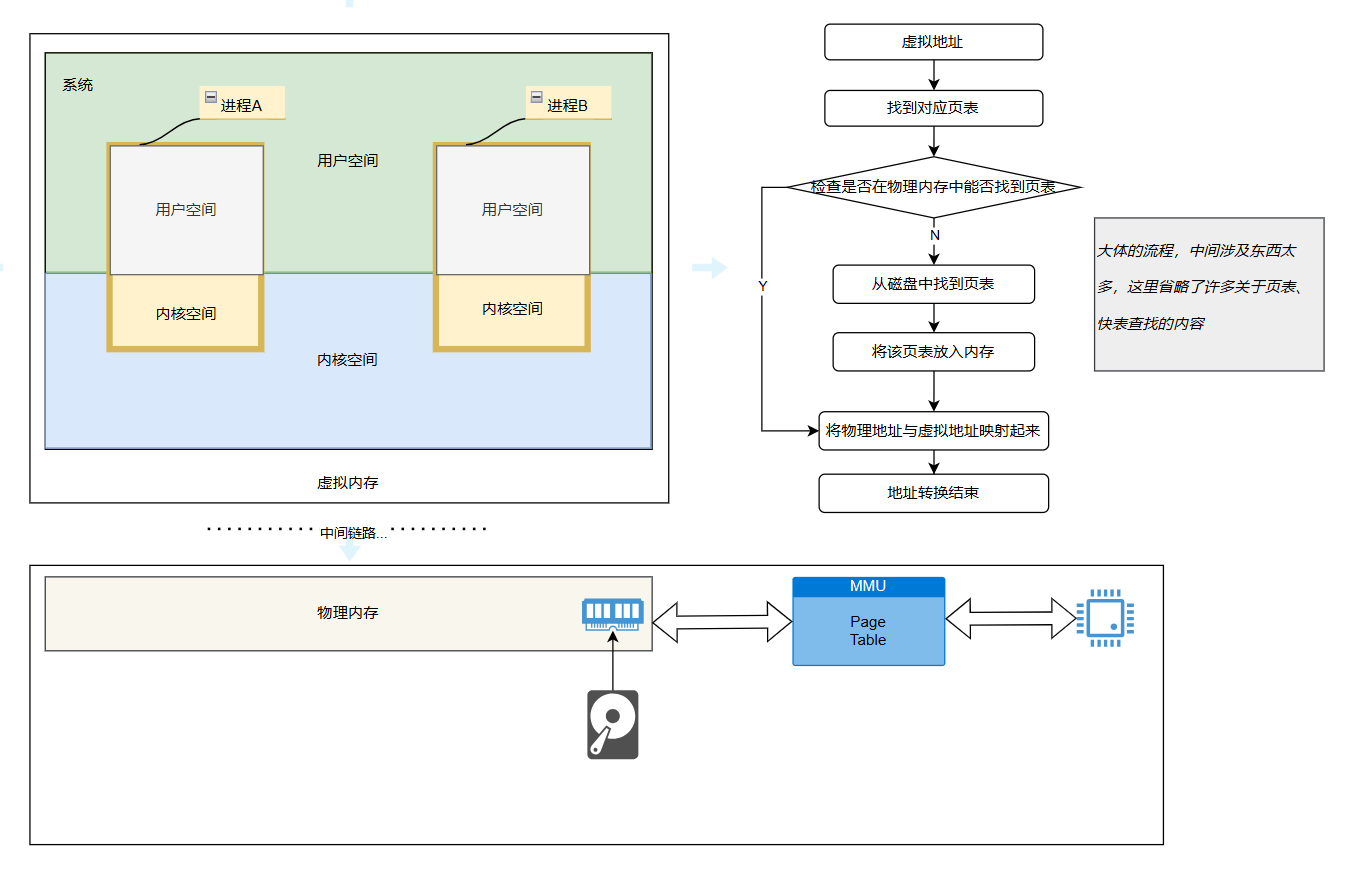 系统
进程A
进程B
用户空间
用户空间
用户空间
内核空间
内核空间
内核空间
虚拟内存
中间链路...
虚拟地址
找到对应页表
检查是否在物理内存中能否找到页表
N
Y
从磁盘中找到页表
将该页表放入内存
将物理地址与虚拟地址映射起来
地址转换结束
大体的流程，中间涉及东西太
多，这里省略了许多关于页表、
快表查找的内容
物理内存
MMU
Page
Table